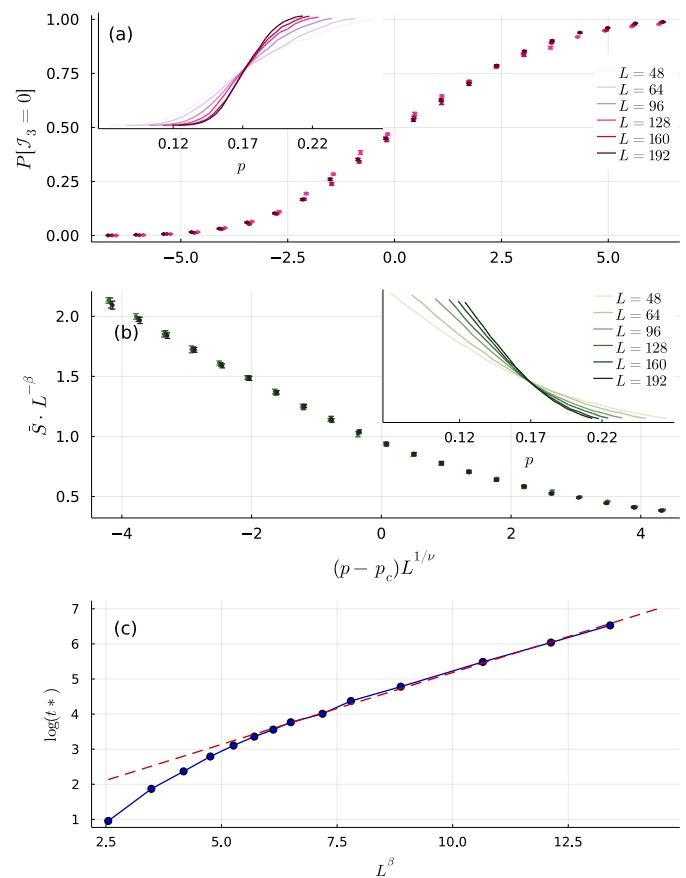 (a)
1.00
0.75
0.50
0.25
0.00
P[𝒥₃ = 0]
0.12 0.17 0.22
p
L = 48
L = 64
L = 96
L = 128
L = 160
L = 192
−5.0 −2.5 0.0 2.5 5.0
(b)
2.0
1.5
1.0
0.5
S̄ · L^{−β}
L = 48
L = 64
L = 96
L = 128
L = 160
L = 192
0.12 0.17 0.22
p
−4 −2 0 2 4
(p − p_c)L^{1/ν}
(c)
7
6
5
4
3
2
1
log(t*)
2.5 5.0 7.5 10.0 12.5
L^β